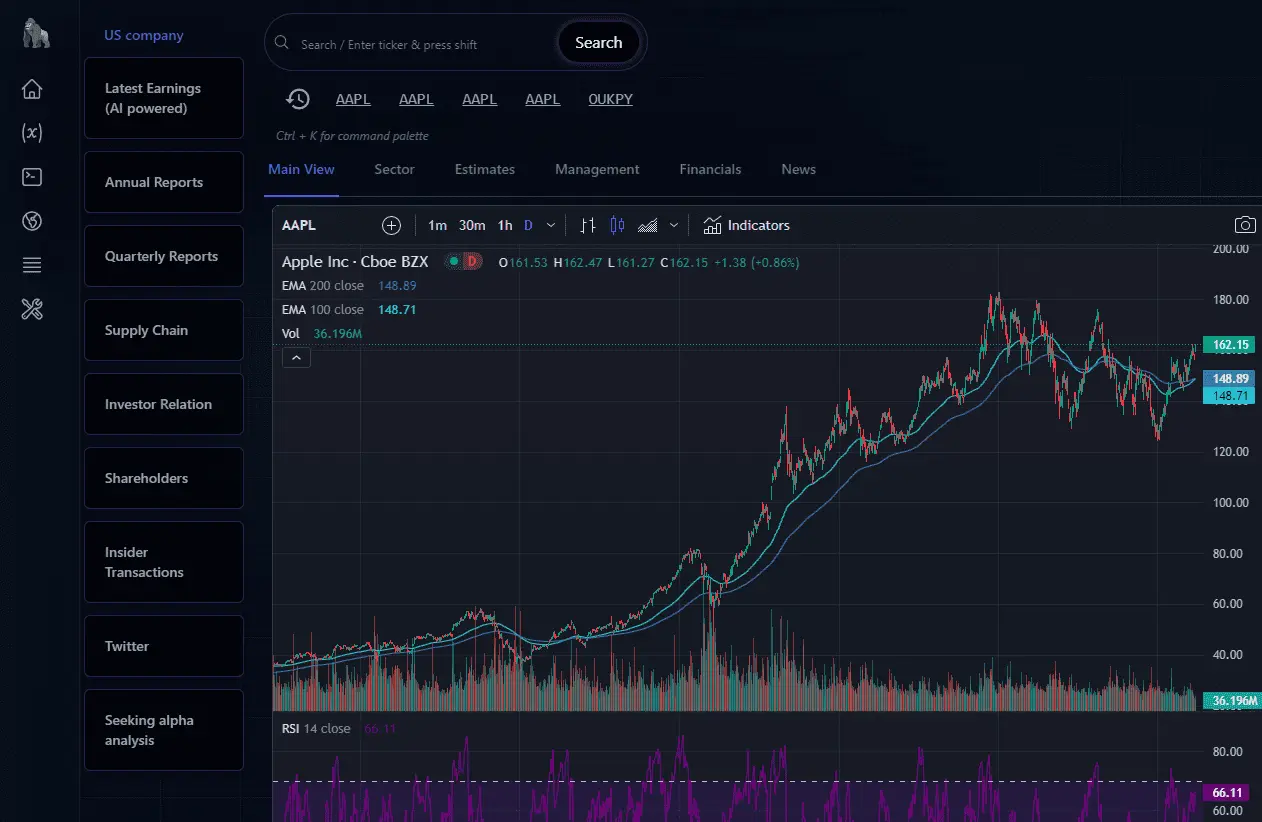 US company
Latest Earnings
(AI powered)
Annual Reports
Quarterly Reports
Supply Chain
Investor Relation
Shareholders
Insider
Transactions
Twitter
Seeking alpha
analysis
Search / Enter ticker & press shift
Search
AAPL AAPL AAPL AAPL OUKPY
Ctrl + K for command palette
Main View Sector Estimates Management Financials News
AAPL 1m 30m 1h D Indicators
Apple Inc · Cboe BZX D O161.53 H162.47 L161.27 C162.15 +1.38 (+0.86%)
EMA 200 close 148.89
EMA 100 close 148.71
Vol 36.196M
200.00
180.00
162.15
148.89
148.71
120.00
100.00
80.00
60.00
40.00
36.196M
RSI 14 close 66.11
80.00
66.11
60.00